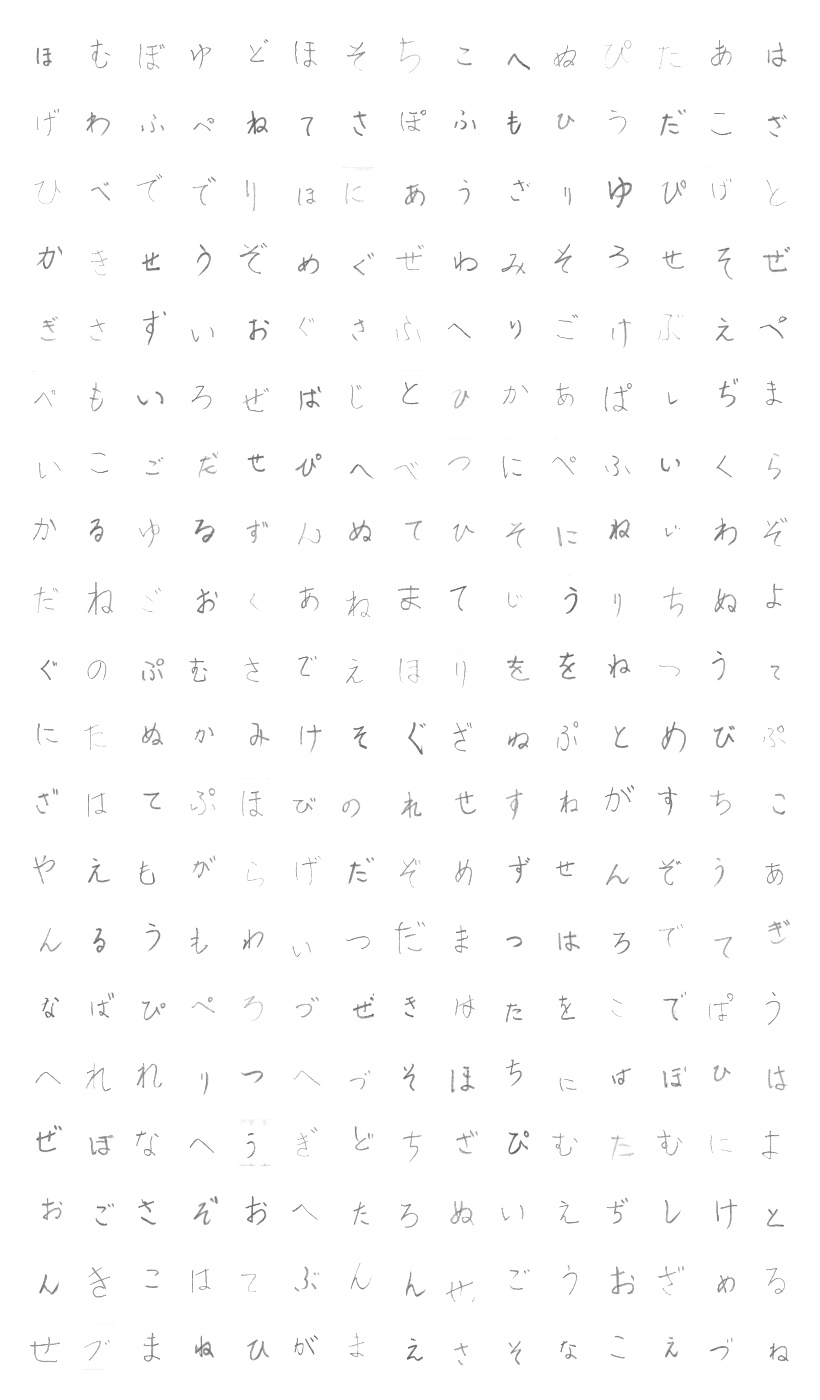 ほむぼゆどほそちこへぬぴたあは
げわふぺねてさぽふもひうだこざ
ひべででりほにあうざりゆぴげと
かきせうぞめぐぜわみそろせそぜ
ぎさずいおぐさふへりごけぶえぺ
ぺもいろぜばじとひかあぱしぢま
いこごだせぴへべつにぺふいくら
かるゆるずんぬてひそにねじわぞ
だねごおくあねまてじうりちぬよ
ぐのぷむさでえほりををねつうて
にたぬかみけそぐざぬぷとめびぷ
ざはてぷほびのれせすねがすちこ
やえもがらげだぞめずせんぞうあ
んるうもわいつだまつはろでてぎ
なばぴぺろづぜきはたをこでぱう
へれれりつへづそほちにはぼひは
ぜぼなへうぎどちざぴむたむにま
おごさぞおへたろぬいえぢしけと
んきこはてぶんんせごうおざめる
せづまねひがまえさそなこえづね